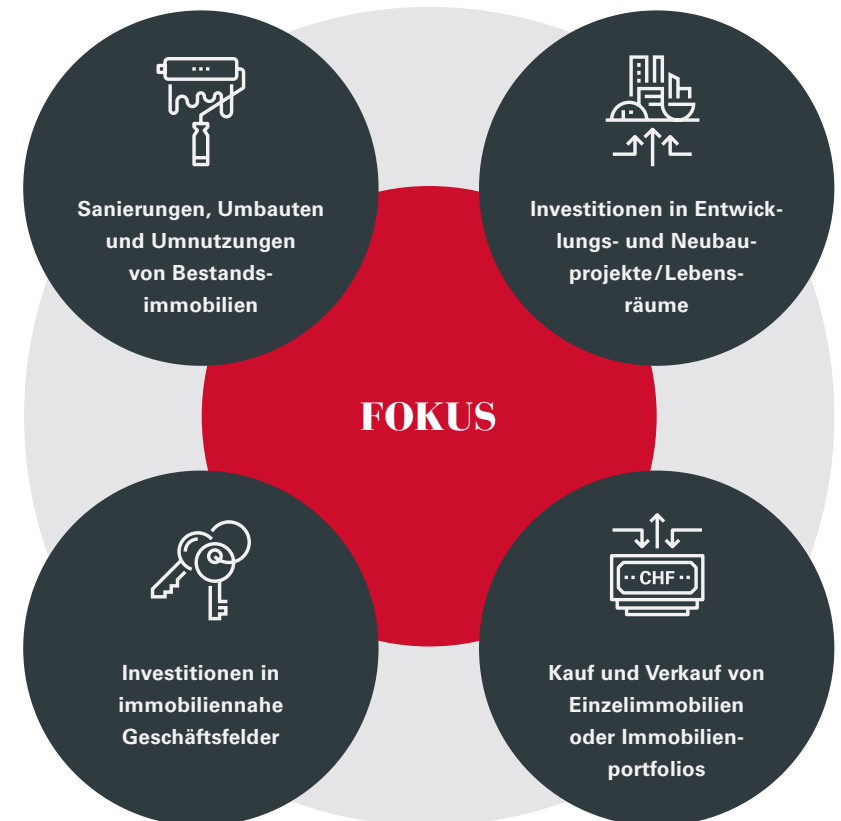 Sanierungen, Umbauten
und Umnutzungen
von Bestands-
immobilien
Investitionen in Entwick-
lungs- und Neubau-
projekte/Lebens-
räume
FOKUS
Investitionen in
immobiliennahe
Geschäftsfelder
CHF
Kauf und Verkauf von
Einzelimmobilien
oder Immobilien-
portfolios